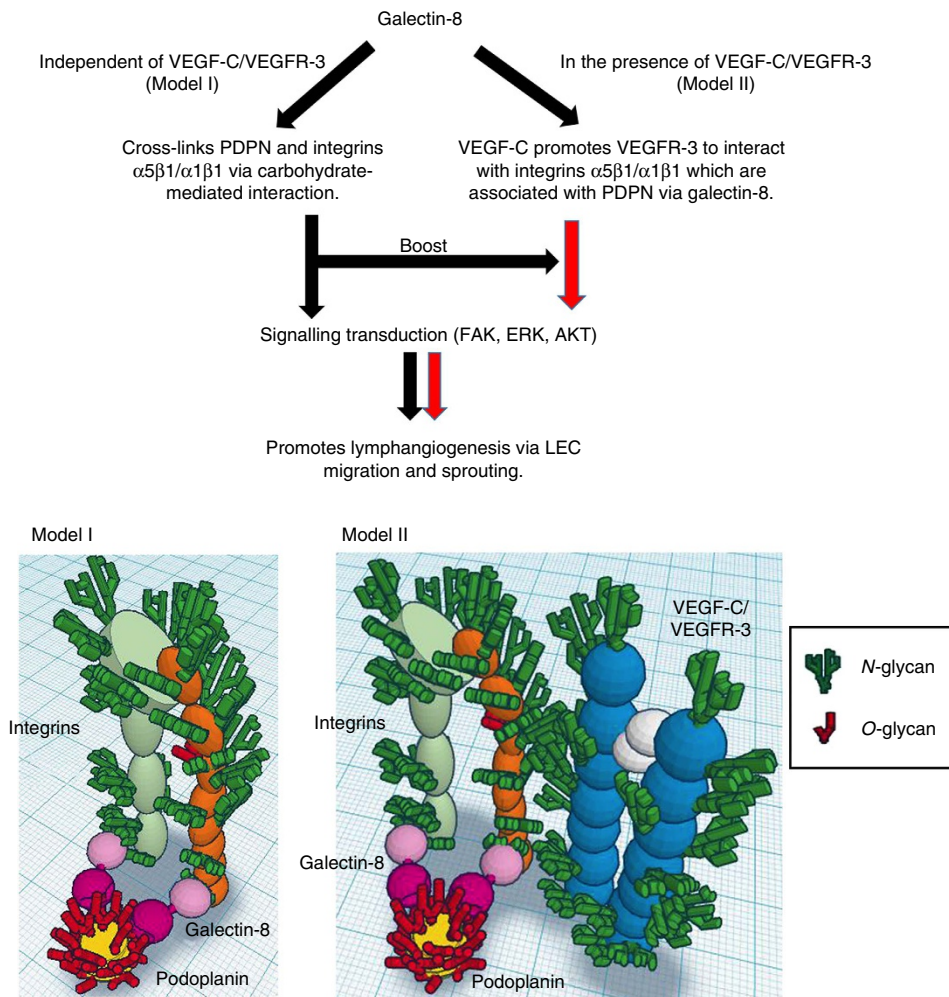 Galectin-8
Independent of VEGF-C/VEGFR-3
(Model I)
In the presence of VEGF-C/VEGFR-3
(Model II)
Cross-links PDPN and integrins
α5β1/α1β1 via carbohydrate-
mediated interaction.
VEGF-C promotes VEGFR-3 to interact
with integrins α5β1/α1β1 which are
associated with PDPN via galectin-8.
Boost
Signalling transduction (FAK, ERK, AKT)
Promotes lymphangiogenesis via LEC
migration and sprouting.
Model I
Integrins
Galectin-8
Podoplanin
Model II
VEGF-C/
VEGFR-3
Integrins
Galectin-8
Podoplanin
N-glycan
O-glycan